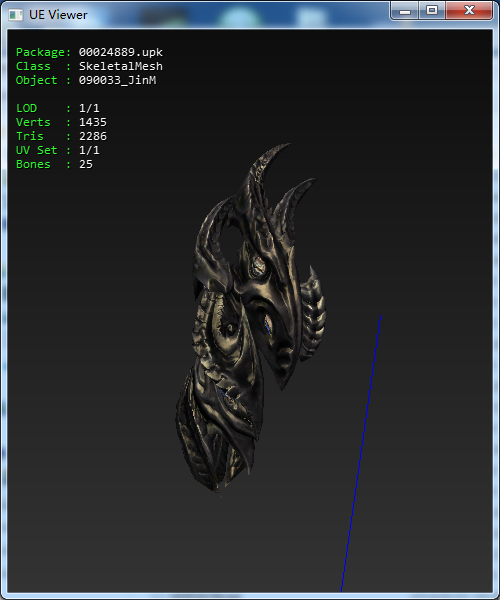 UE Viewer
Package: 00024889.upk
Class : SkeletalMesh
Object : 090033_JinM
LOD : 1/1
Verts : 1435
Tris : 2286
UV Set : 1/1
Bones : 25